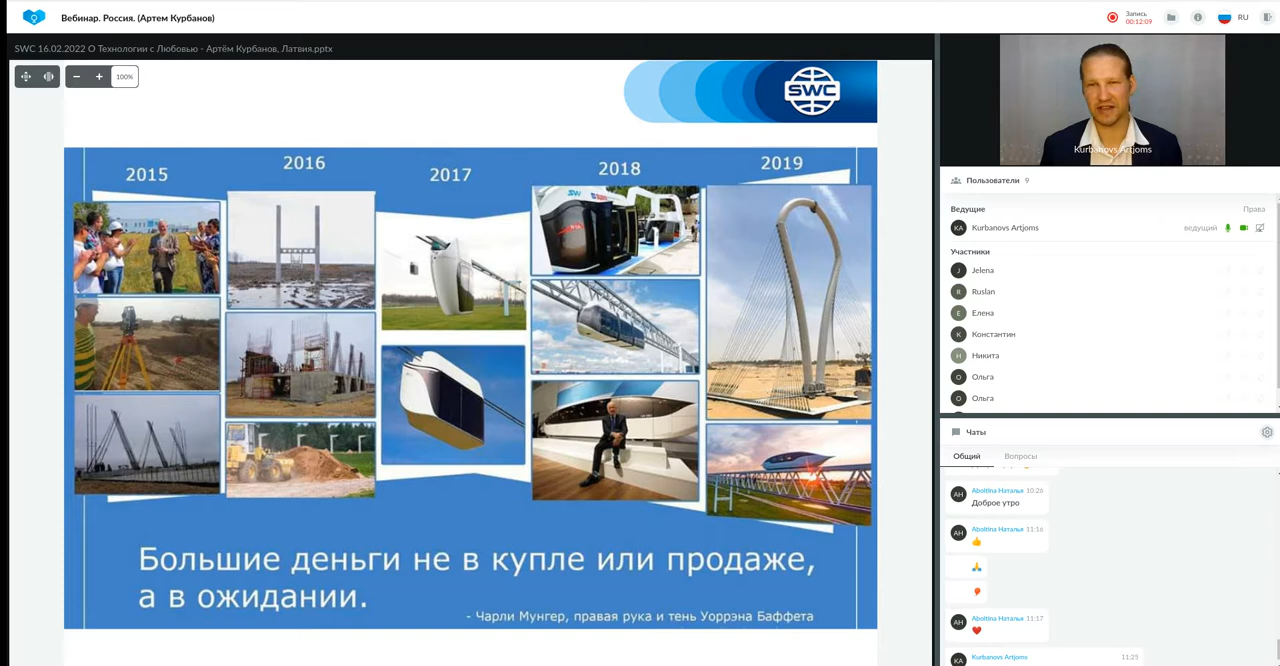 Вебинар. Россия. (Артем Курбанов)
Запись
00:12:09
RU
SWC 16.02.2022 О Технологии с Любовью - Артём Курбанов, Латвия.pptx
100%
SWC
2015
2016
2017
2018
2019
Большие деньги не в купле или продаже,
а в ожидании.
- Чарли Мунгер, правая рука и тень Уоррэна Баффета
Kurbanovs Artjoms
Пользователи 9
Ведущие Права
KA Kurbanovs Artjoms ведущий
Участники
J Jelena
R Ruslan
Е Елена
К Константин
Н Никита
О Ольга
О Ольга
Чаты
Общий Вопросы
АН Aboltina Наталья 10:26
Доброе утро
АН Aboltina Наталья 11:16
👍
🙏
🎈
АН Aboltina Наталья 11:17
❤️
KA Kurbanovs Artjoms 11:25